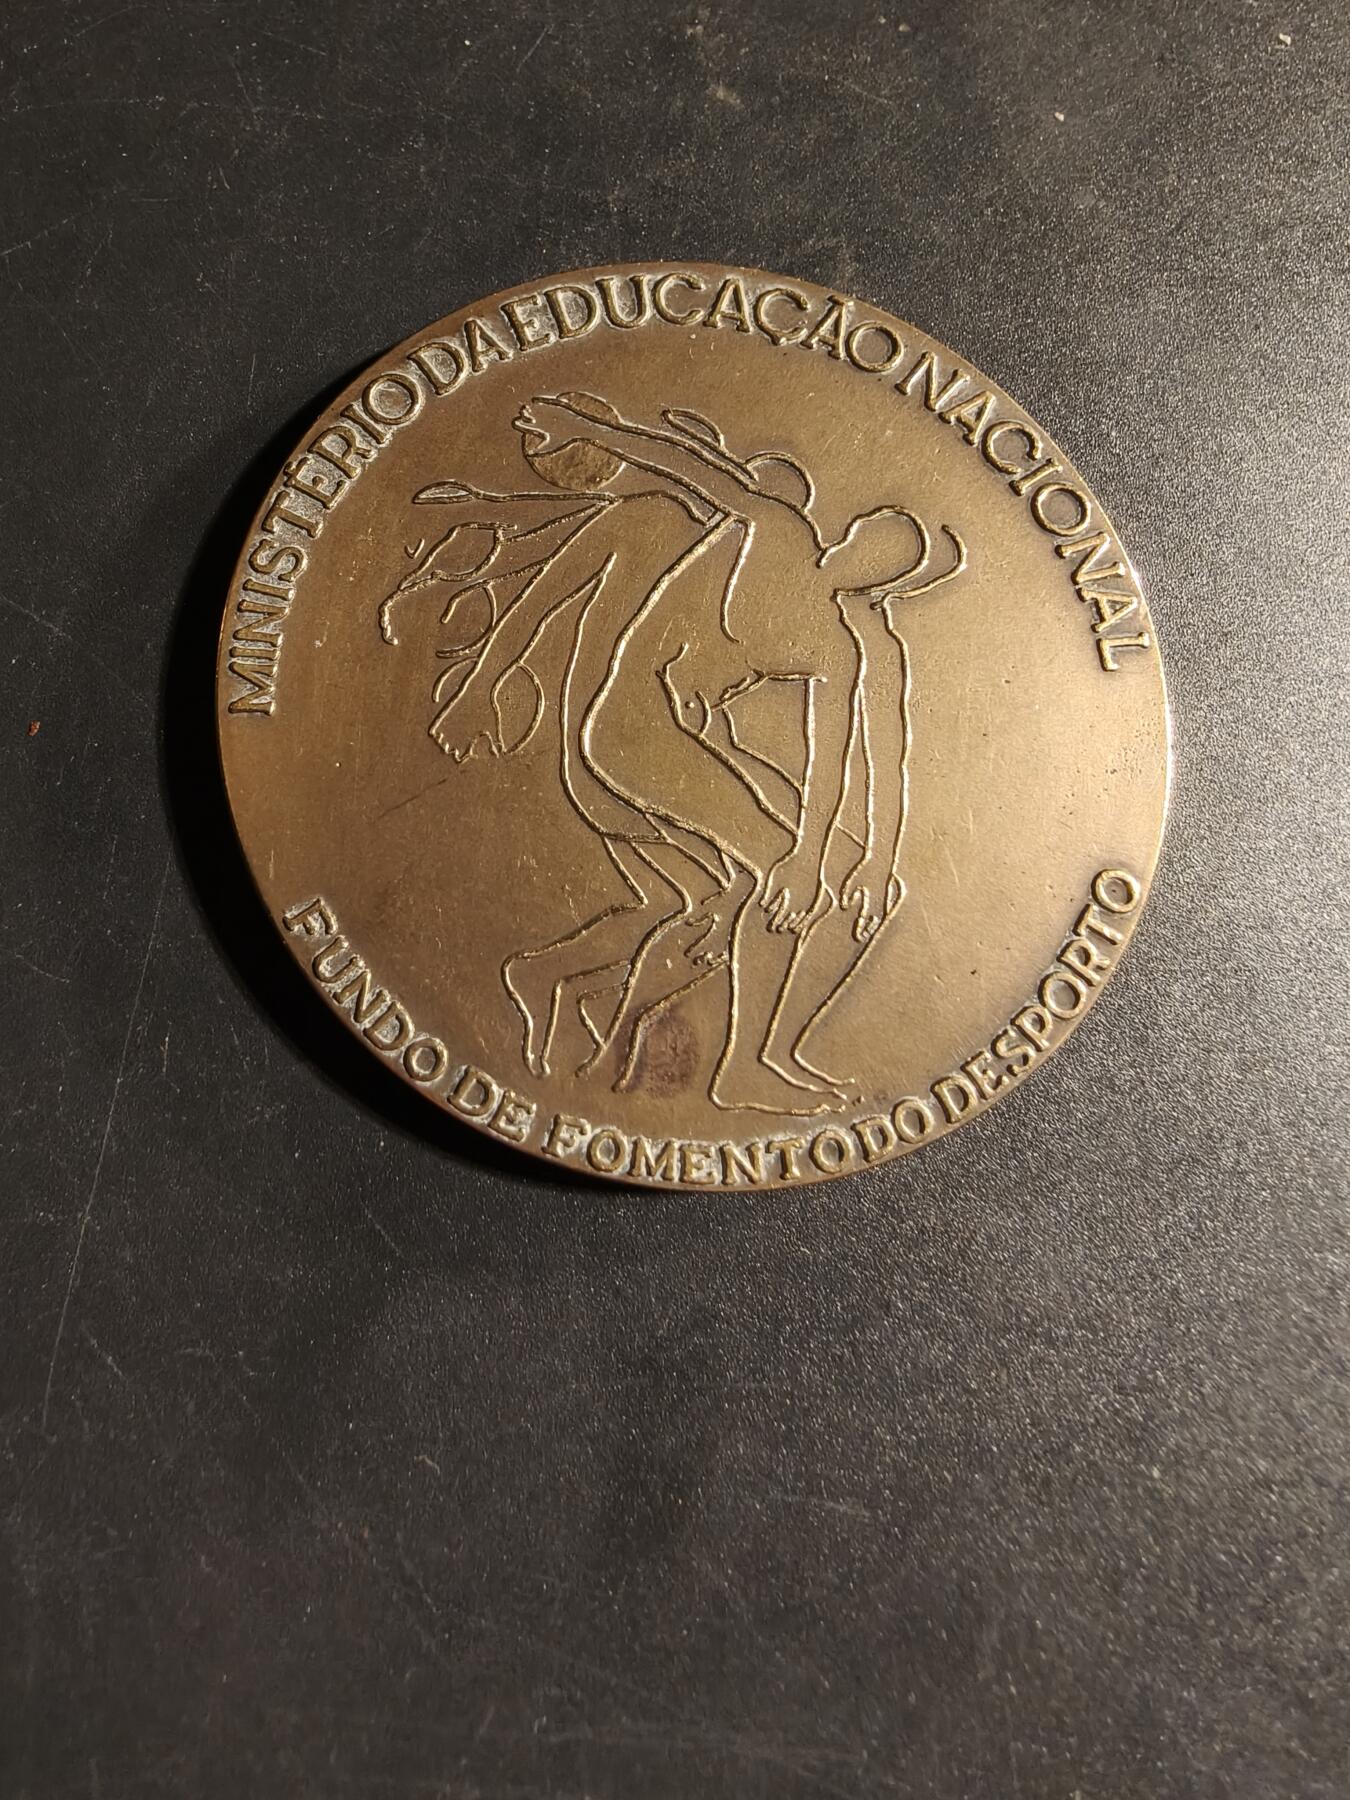 MINISTÉRIO DA EDUCAÇÃO NACIONAL
FUNDO DE FOMENTO DO DESPORTO